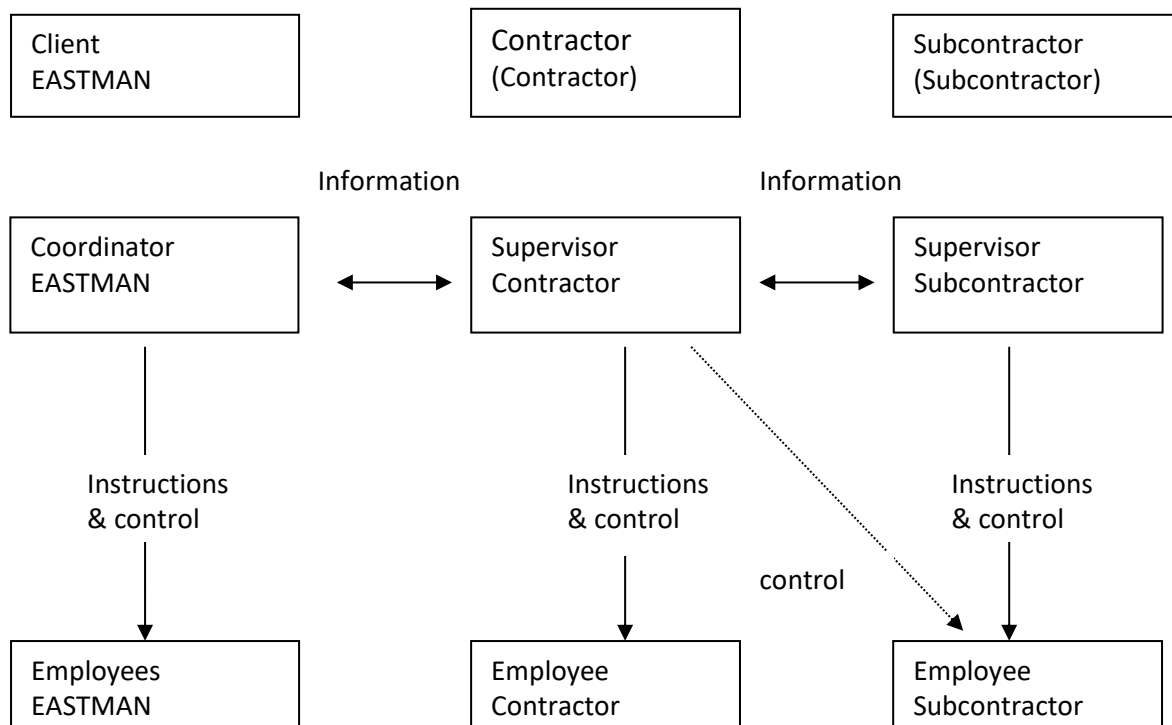 Client
EASTMAN
Contractor
(Contractor)
Subcontractor
(Subcontractor)
Information
Information
Coordinator
EASTMAN
Supervisor
Contractor
Supervisor
Subcontractor
Instructions
& control
Instructions
& control
Instructions
& control
control
Employees
EASTMAN
Employee
Contractor
Employee
Subcontractor